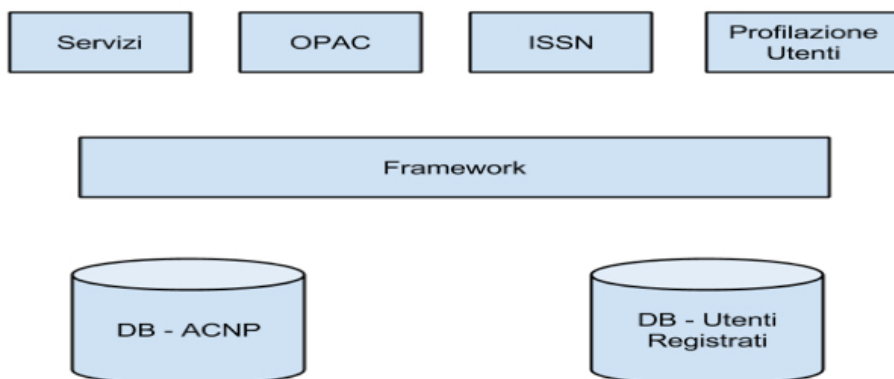 Servizi
OPAC
ISSN
Profilazione
Utenti
Framework
DB - ACNP
DB - Utenti
Registrati